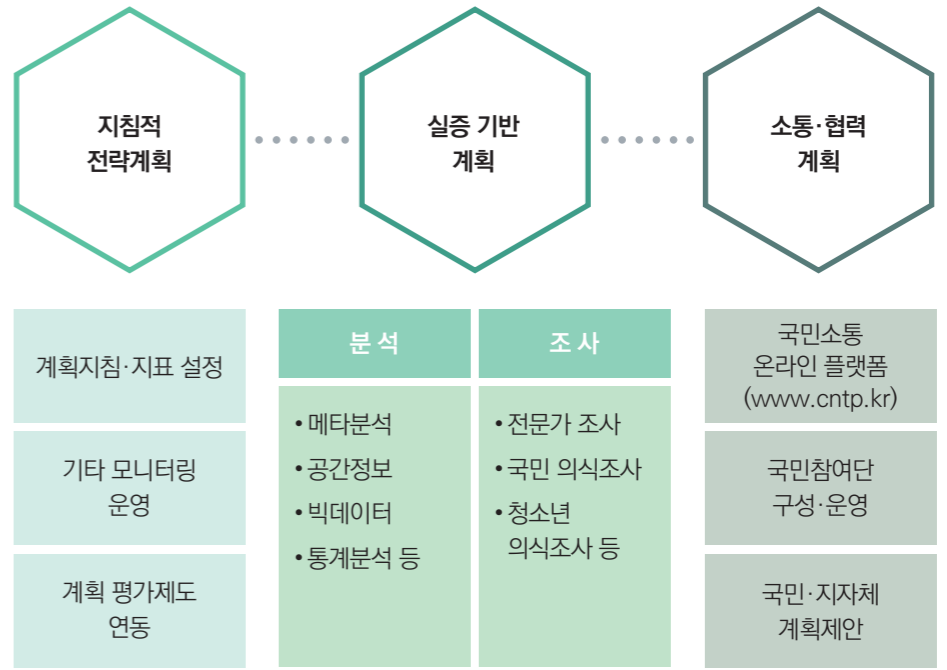 지침적
전략계획
실증 기반
계획
소통·협력
계획
계획지침·지표 설정
기타 모니터링
운영
계획 평가제도
연동
분석
• 메타분석
• 공간정보
• 빅데이터
• 통계분석 등
조사
• 전문가 조사
• 국민 의식조사
• 청소년
의식조사 등
국민소통
온라인 플랫폼
(www.cntp.kr)
국민참여단
구성·운영
국민·지자체
계획제안